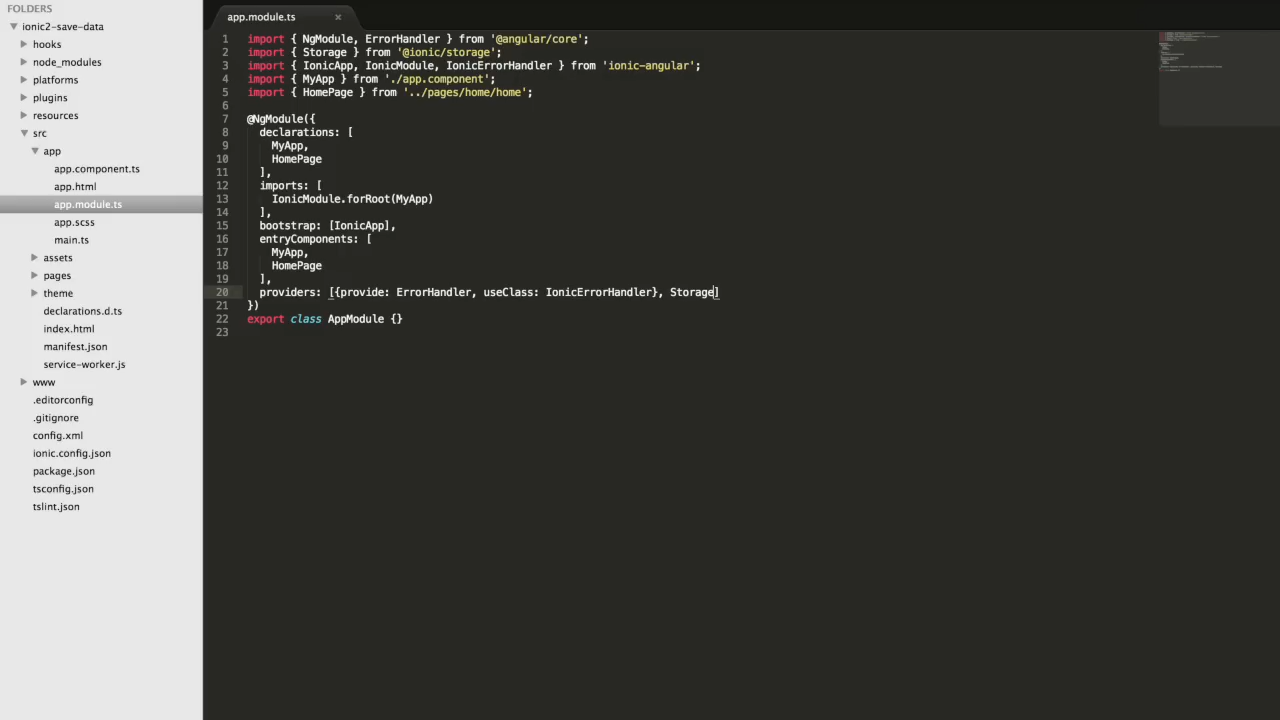 FOLDERS
ionic2-save-data
hooks
node_modules
platforms
plugins
resources
src
app
app.component.ts
app.html
app.module.ts
app.scss
main.ts
assets
pages
theme
declarations.d.ts
index.html
manifest.json
service-worker.js
www
.editorconfig
.gitignore
config.xml
ionic.config.json
package.json
tsconfig.json
tslint.json
app.module.ts ×
1 import { NgModule, ErrorHandler } from '@angular/core';
2 import { Storage } from '@ionic/storage';
3 import { IonicApp, IonicModule, IonicErrorHandler } from 'ionic-angular';
4 import { MyApp } from './app.component';
5 import { HomePage } from '../pages/home/home';
6
7 @NgModule({
8 declarations: [
9 MyApp,
10 HomePage
11 ],
12 imports: [
13 IonicModule.forRoot(MyApp)
14 ],
15 bootstrap: [IonicApp],
16 entryComponents: [
17 MyApp,
18 HomePage
19 ],
20 providers: [{provide: ErrorHandler, useClass: IonicErrorHandler}, Storage]
21 })
22 export class AppModule {}
23